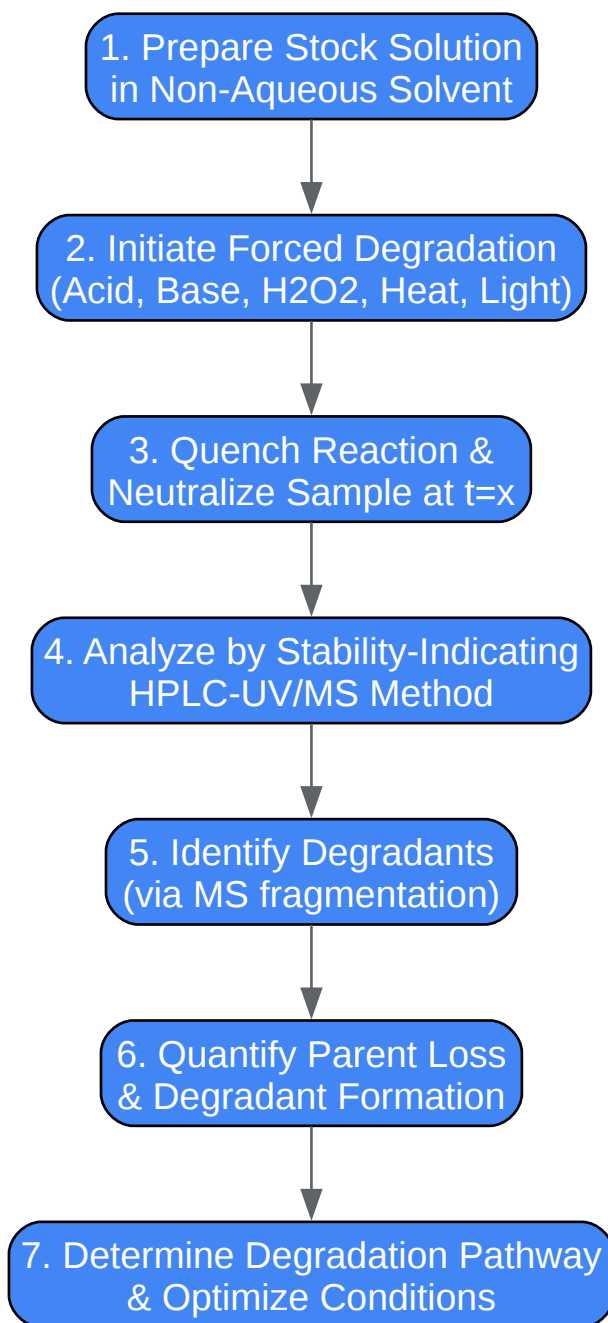 1. Prepare Stock Solution
in Non-Aqueous Solvent
2. Initiate Forced Degradation
(Acid, Base, H2O2, Heat, Light)
3. Quench Reaction &
Neutralize Sample at t=x
4. Analyze by Stability-Indicating
HPLC-UV/MS Method
5. Identify Degradants
(via MS fragmentation)
6. Quantify Parent Loss
& Degradant Formation
7. Determine Degradation Pathway
& Optimize Conditions